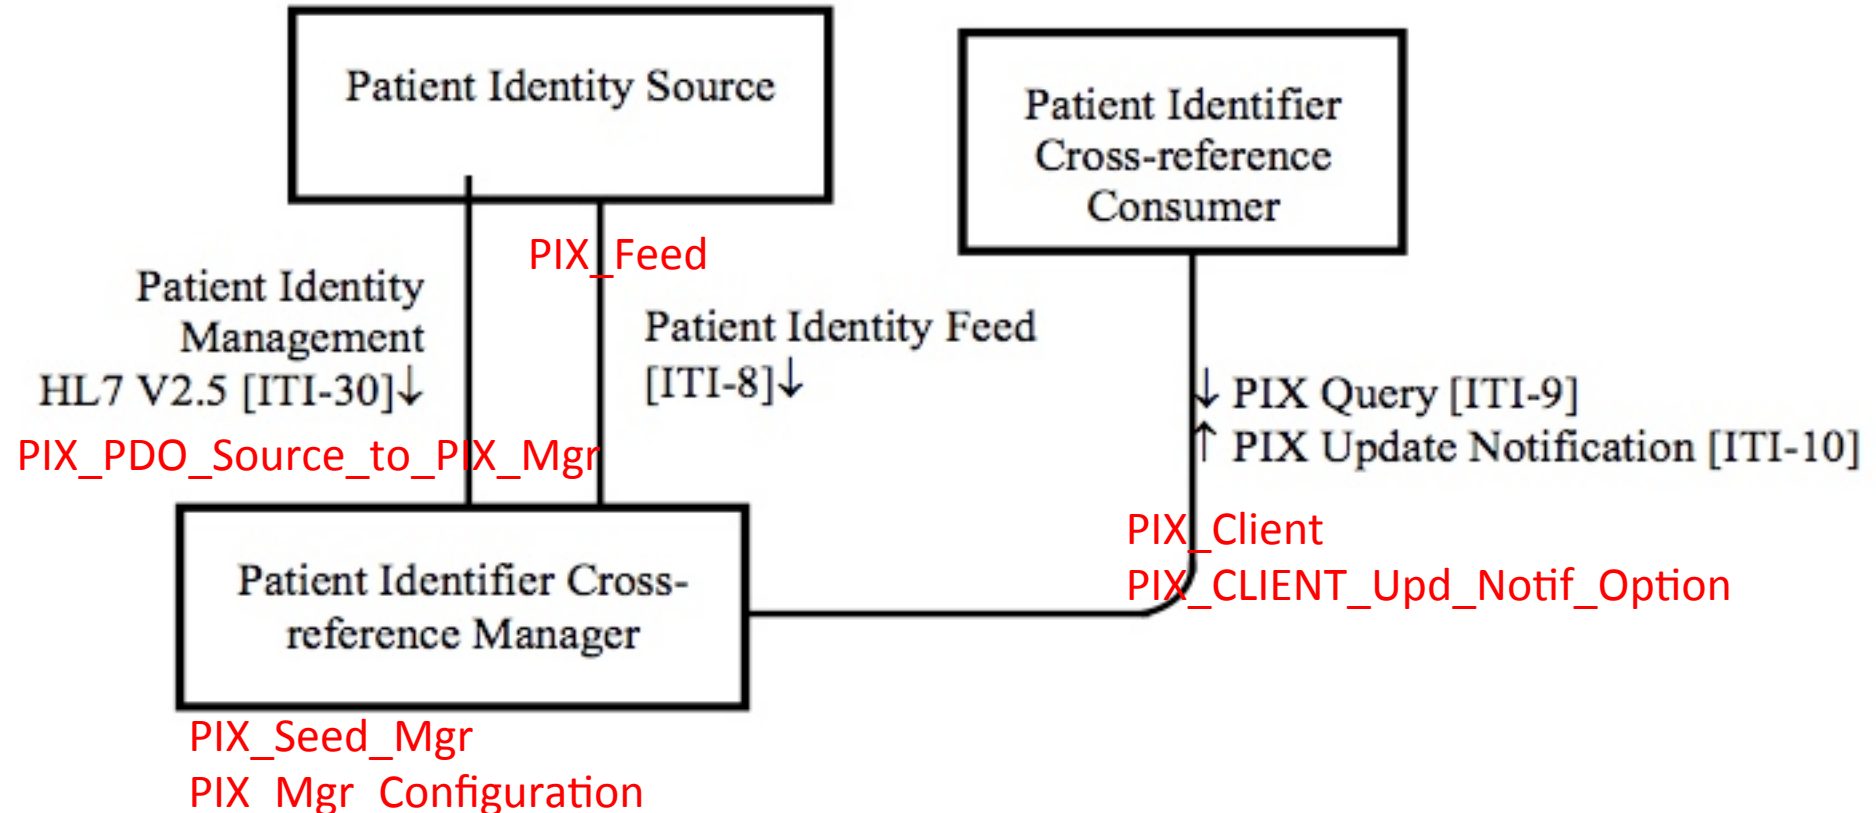 Patient Identity Source
Patient Identifier
Cross-reference
Consumer
PIX_Feed
Patient Identity
Management
HL7 V2.5 [ITI-30]↓
Patient Identity Feed
[ITI-8]↓
↓ PIX Query [ITI-9]
↑ PIX Update Notification [ITI-10]
PIX_PDO_Source_to_PIX_Mgr
PIX_Client
PIX_CLIENT_Upd_Notif_Option
Patient Identifier Cross-
reference Manager
PIX_Seed_Mgr
PIX_Mgr_Configuration